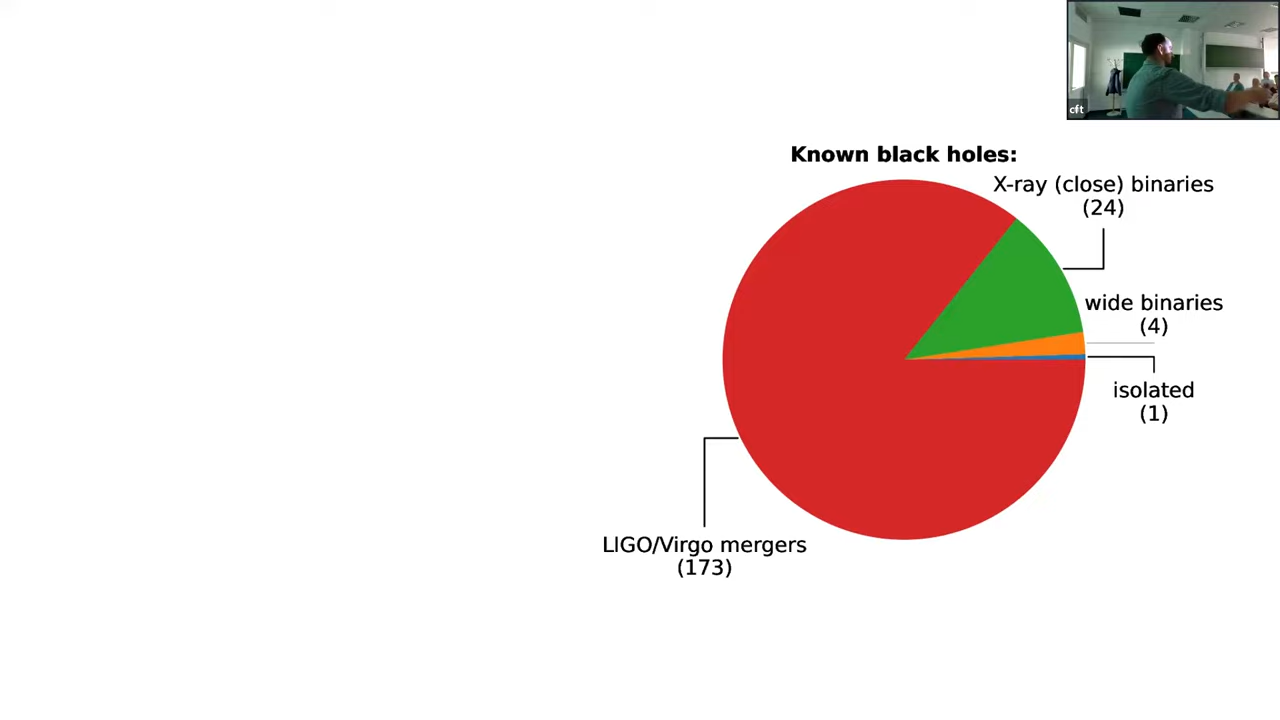 cft
Known black holes:
X-ray (close) binaries
(24)
wide binaries
(4)
isolated
(1)
LIGO/Virgo mergers
(173)